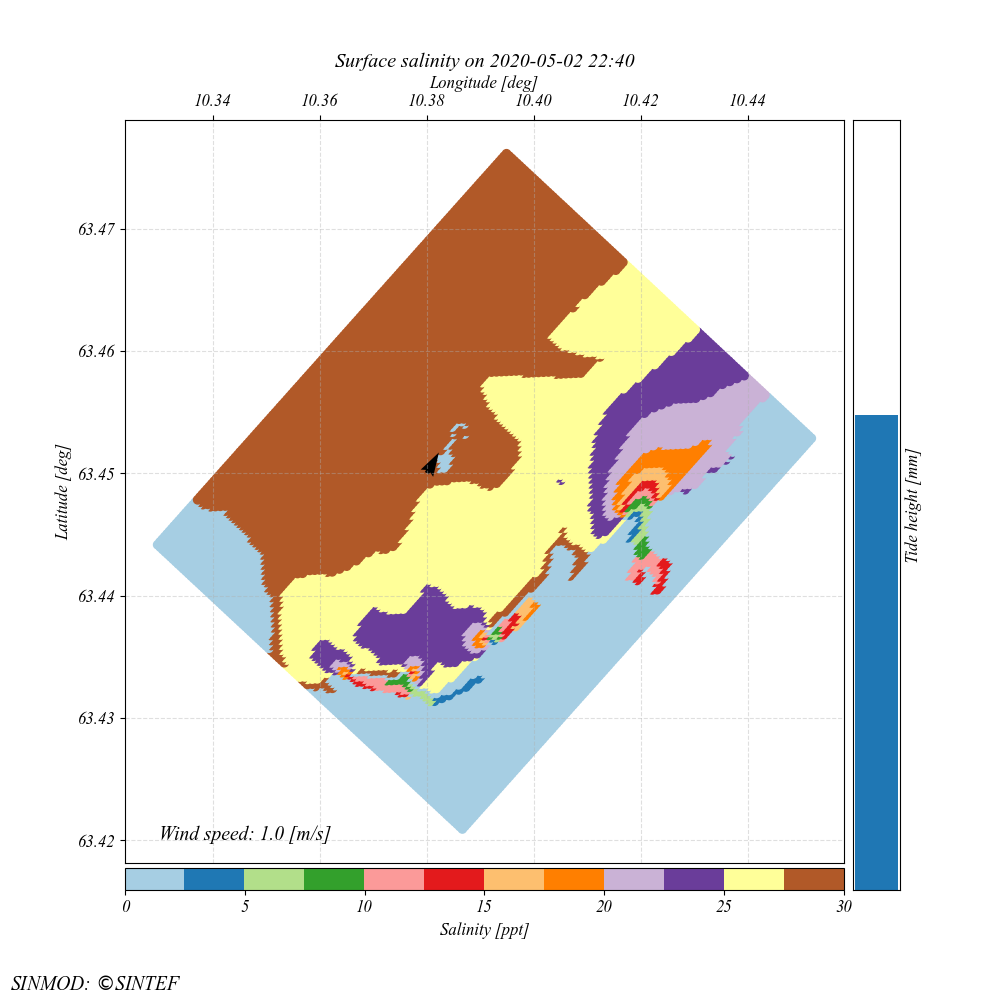 Surface salinity on 2020-05-02 22:40
Longitude [deg]
10.34 10.36 10.38 10.40 10.42 10.44
63.47
63.46
63.45
63.44
63.43
63.42
Latitude [deg]
Tide height [mm]
Wind speed: 1.0 [m/s]
0 5 10 15 20 25 30
Salinity [ppt]
SINMOD: ©SINTEF